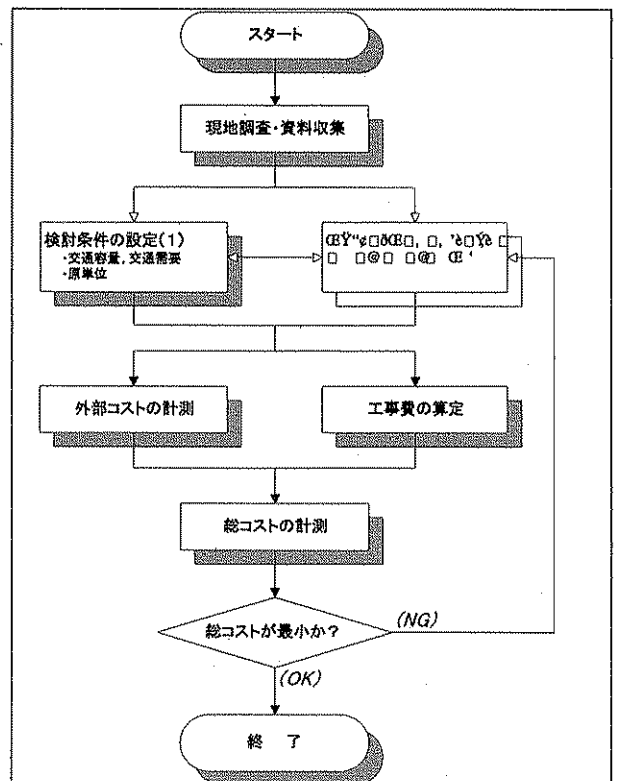 スタート
現地調査・資料収集
検討条件の設定(1)
・交通容量，交通需要
・原単位
外部コストの計測
工事費の算定
総コストの計測
総コストが最小か？
(NG)
(OK)
終　了